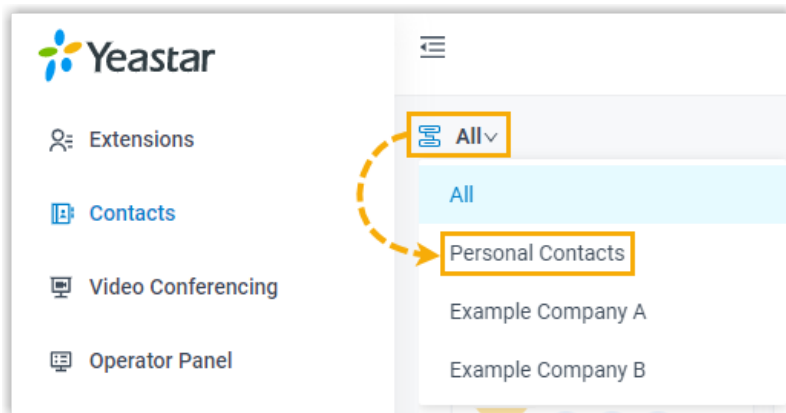 Yeastar
Extensions
Contacts
Video Conferencing
Operator Panel
All
All
Personal Contacts
Example Company A
Example Company B